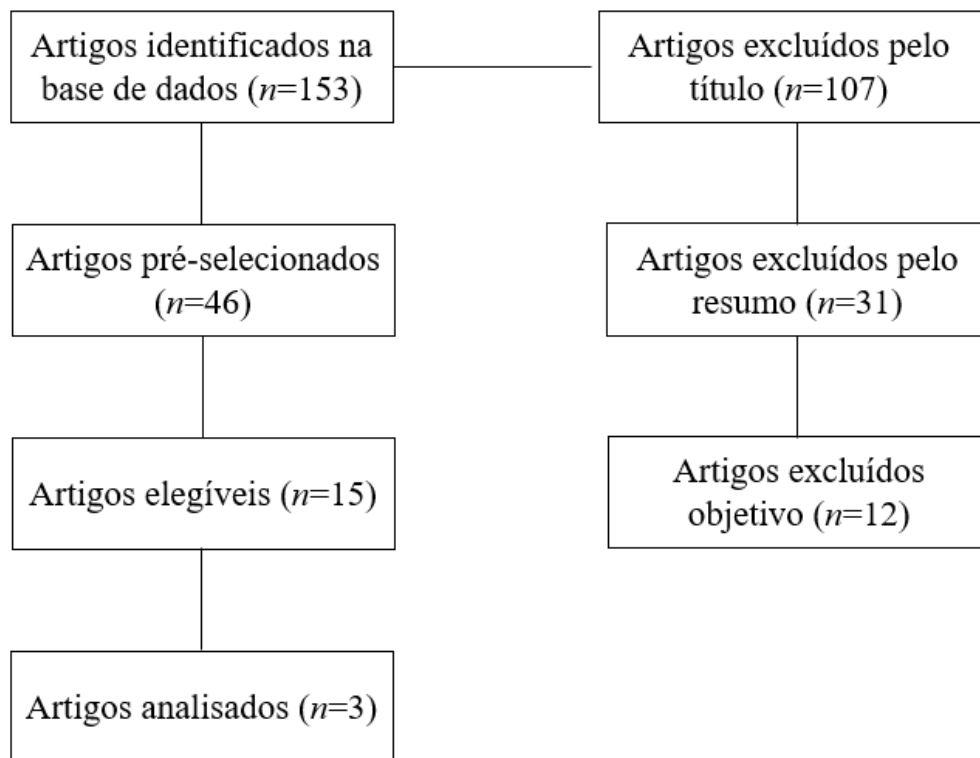 Artigos identificados na
base de dados (n=153)
Artigos excluídos pelo
título (n=107)
Artigos pré-selecionados
(n=46)
Artigos excluídos pelo
resumo (n=31)
Artigos elegíveis (n=15)
Artigos excluídos
objetivo (n=12)
Artigos analisados (n=3)